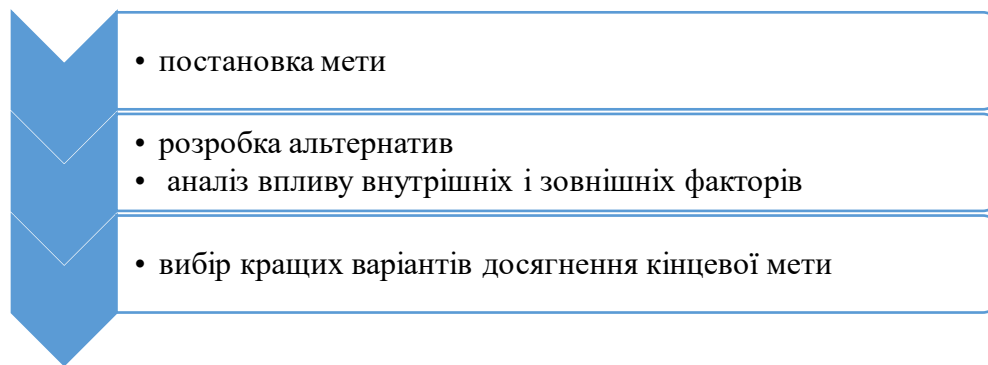 • постановка мети
• розробка альтернатив
• аналіз впливу внутрішніх і зовнішніх факторів
• вибір кращих варіантів досягнення кінцевої мети